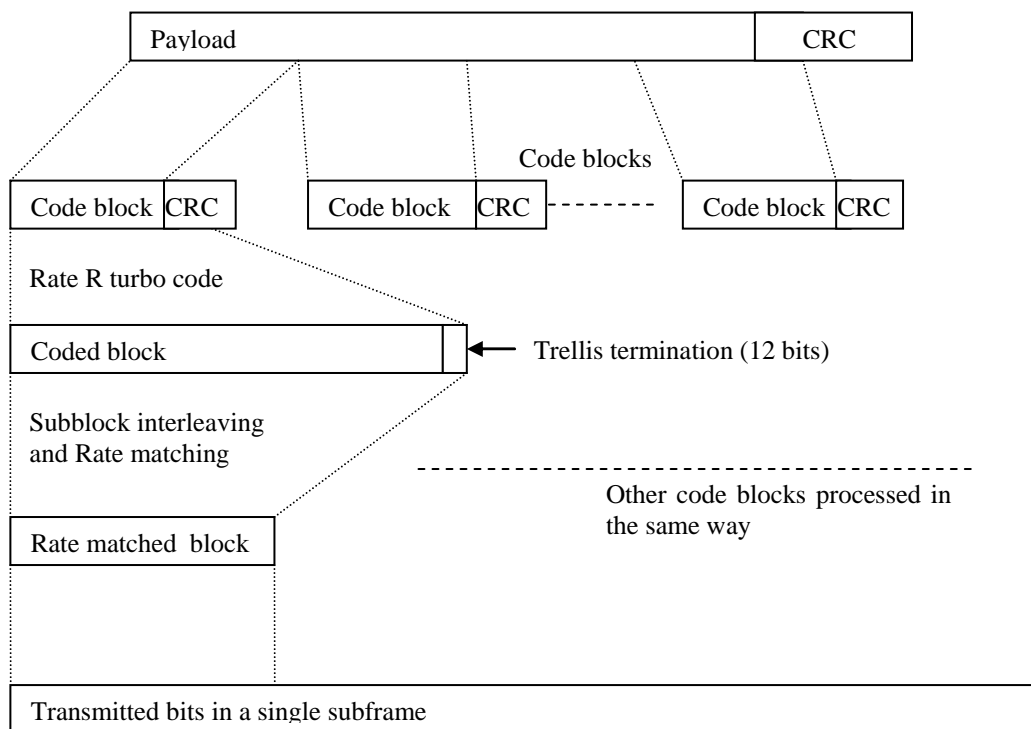 Payload CRC
Code blocks
Code block CRC Code block CRC Code block CRC
Rate R turbo code
Coded block
Trellis termination (12 bits)
Subblock interleaving
and Rate matching
Other code blocks processed in
the same way
Rate matched block
Transmitted bits in a single subframe